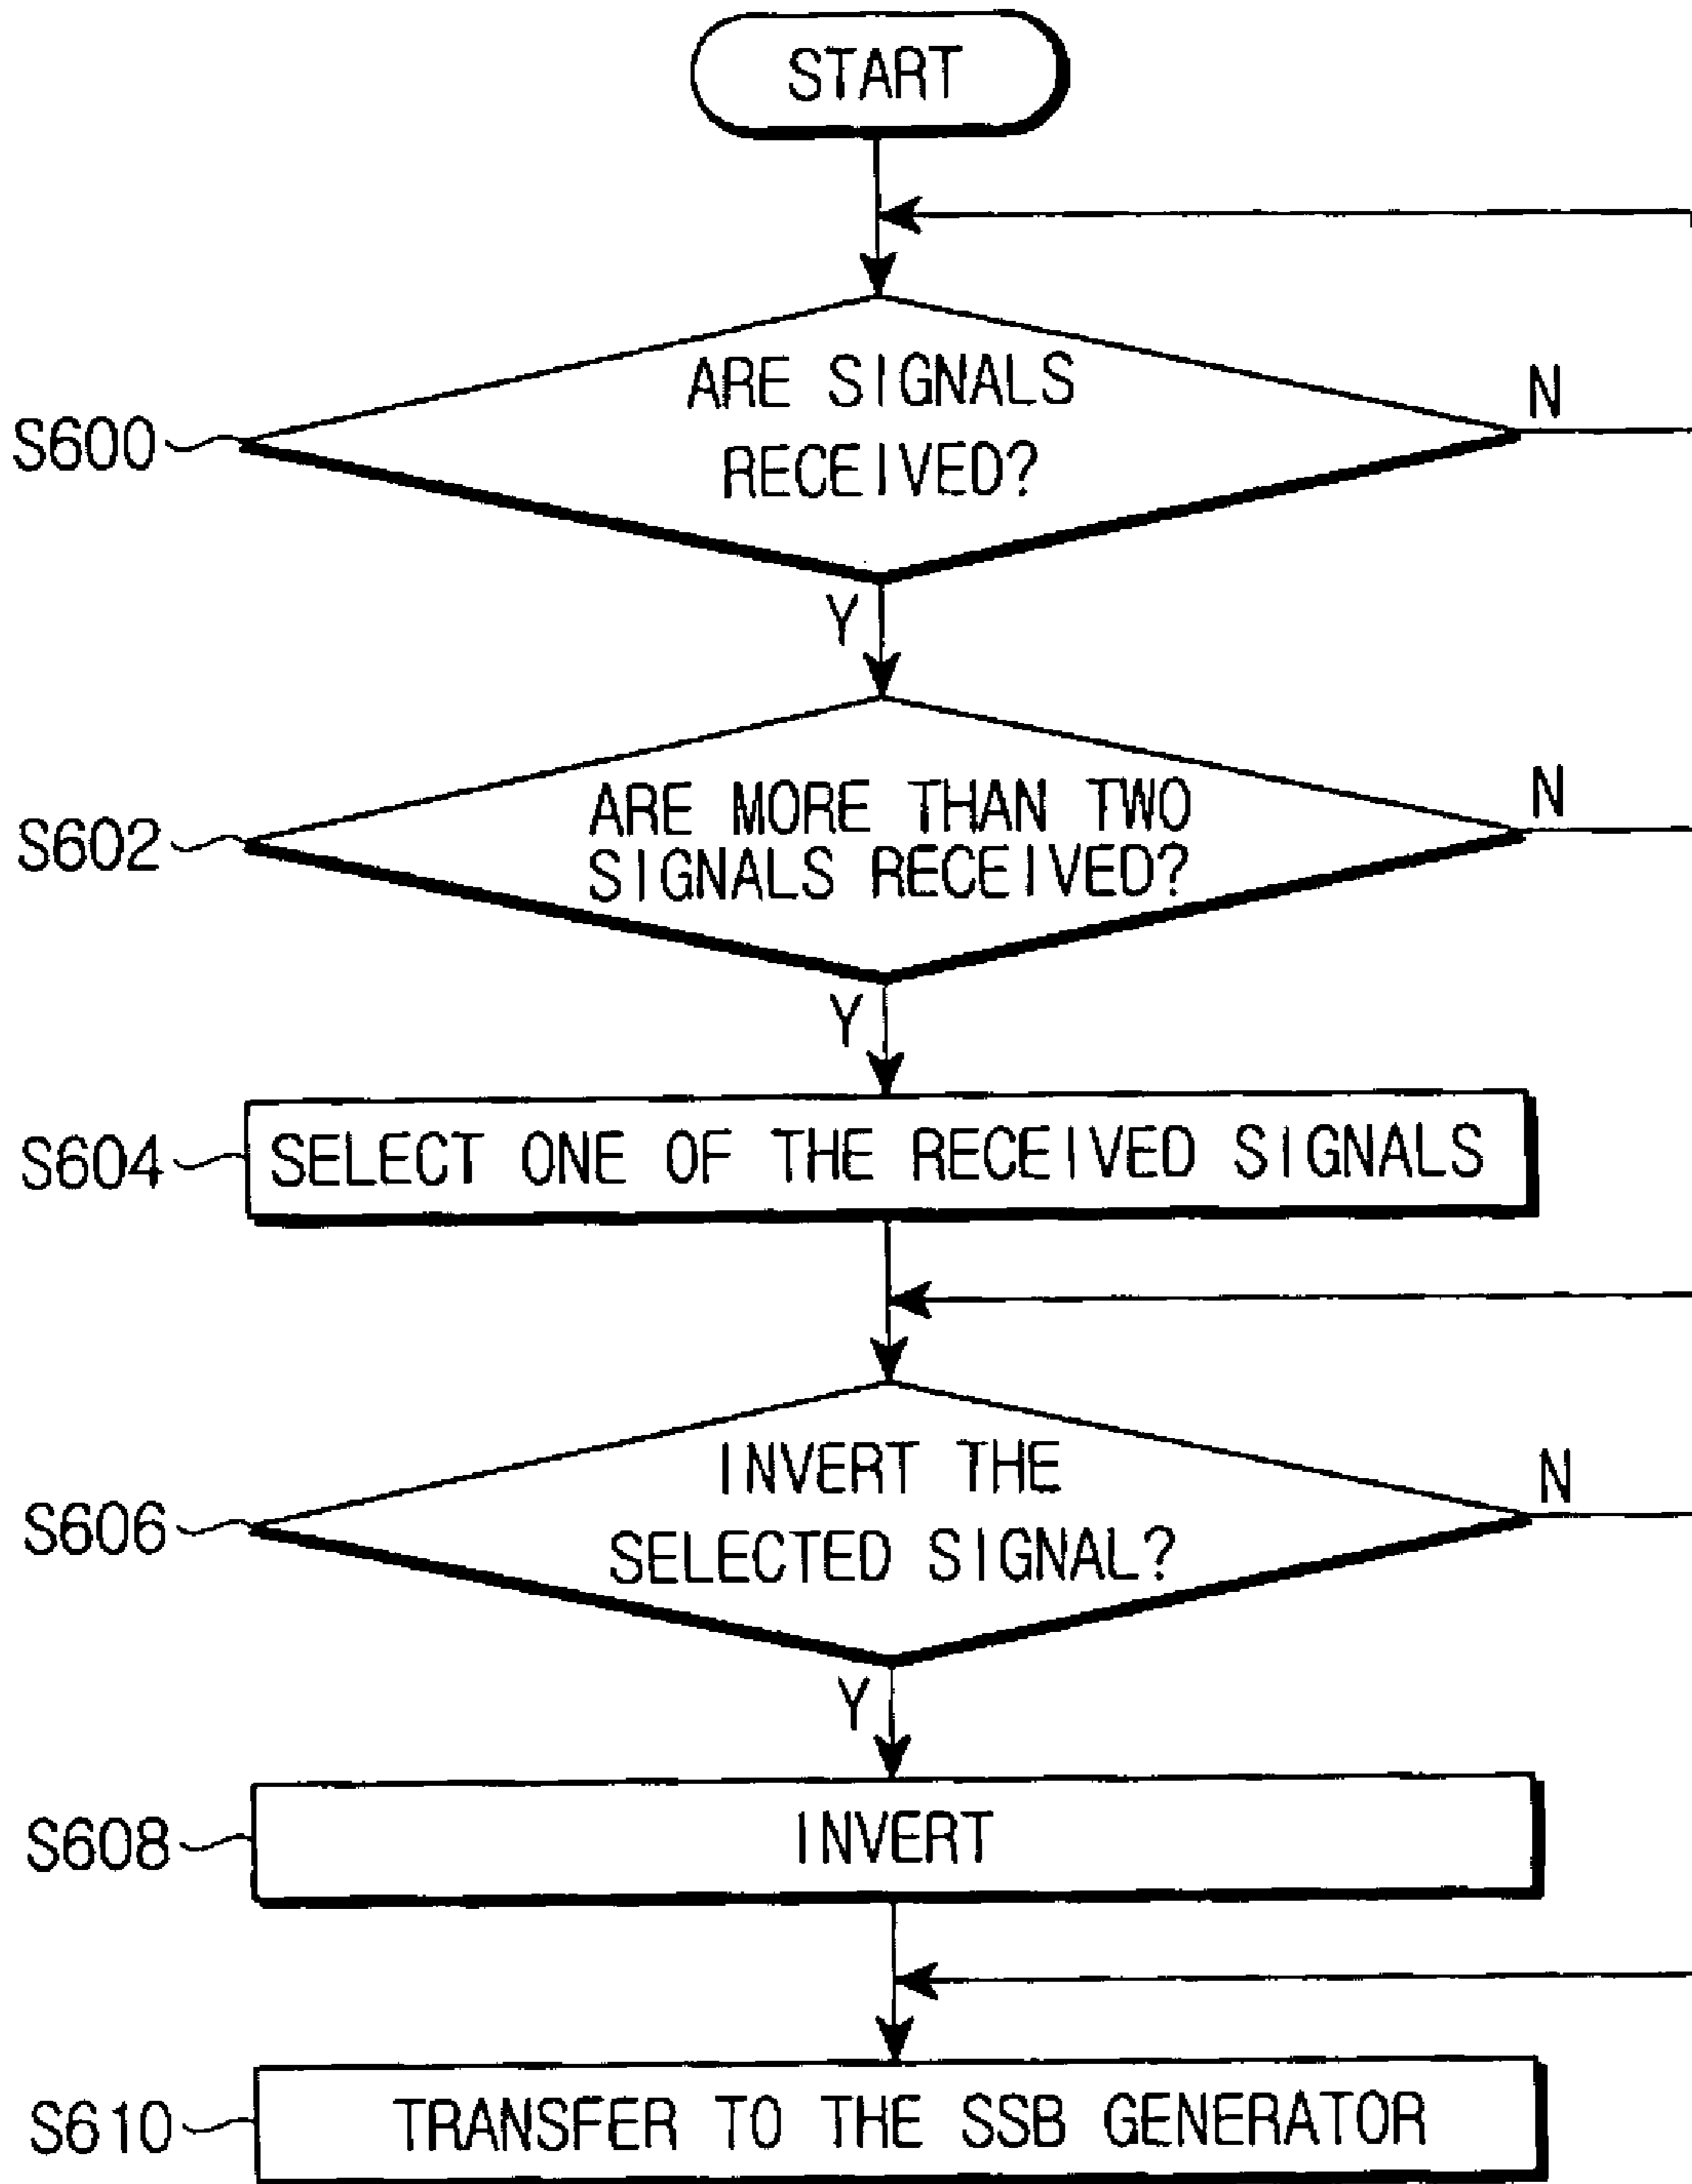 START
ARE SIGNALS
RECEIVED?
N
S600
Y
ARE MORE THAN TWO
SIGNALS RECEIVED?
N
S602
Y
S604
SELECT ONE OF THE RECEIVED SIGNALS
INVERT THE
SELECTED SIGNAL?
N
S606
Y
S608
INVERT
S610
TRANSFER TO THE SSB GENERATOR